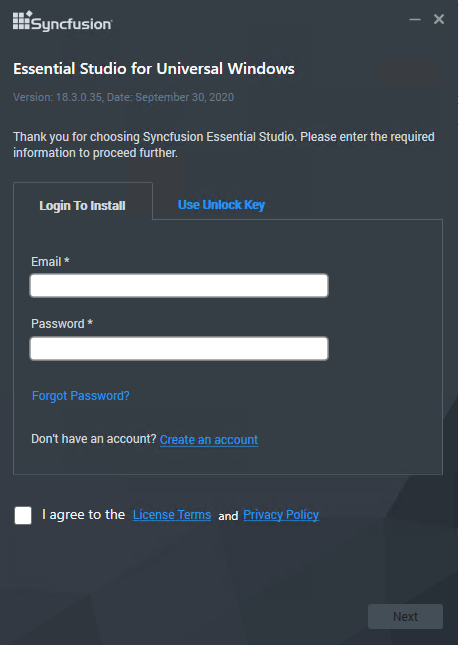 Syncfusion
Essential Studio for Universal Windows
Version: 18.3.0.35, Date: September 30, 2020
Thank you for choosing Syncfusion Essential Studio. Please enter the required
information to proceed further.
Login To Install
Use Unlock Key
Email *
Password *
Forgot Password?
Don't have an account? Create an account
I agree to the License Terms and Privacy Policy
Next